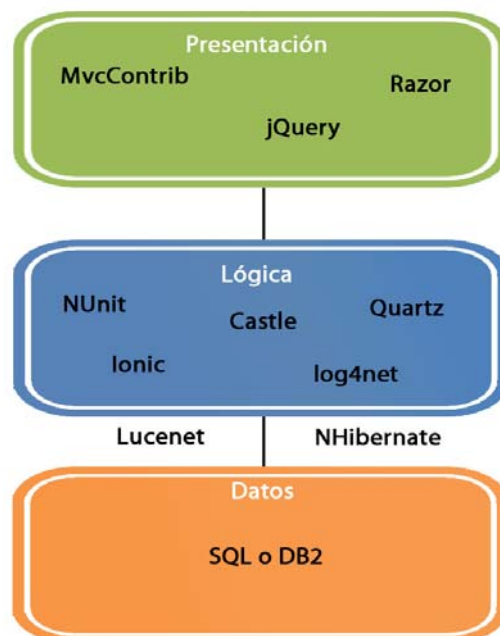 Presentación
MvcContrib
Razor
jQuery
Lógica
NUnit
Castle
Quartz
Ionic
log4net
Lucenet
NHibernate
Datos
SQL o DB2